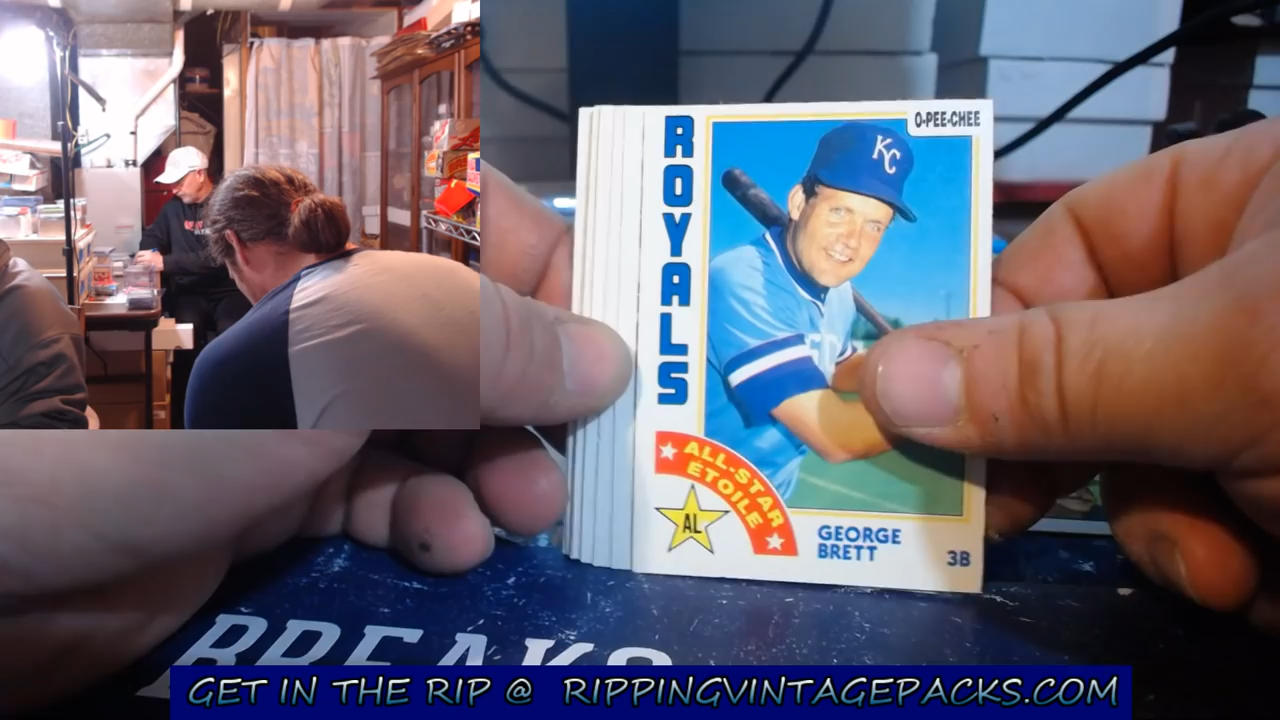 O-PEE-CHEE
KC
ROYALS
ALL-STAR
ETOILE
AL
GEORGE
BRETT
3B
BREAKS
GET IN THE RIP @ RIPPINGVINTAGEPACKS.COM